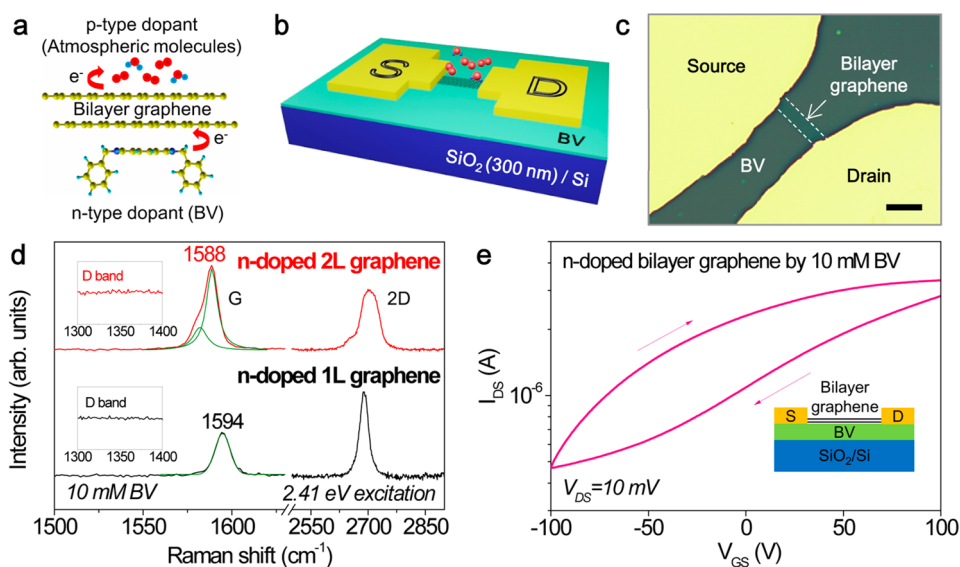 a
p-type dopant
(Atmospheric molecules)
e-
Bilayer graphene
e-
n-type dopant (BV)
b
S
D
BV
SiO2 (300 nm) / Si
c
Source
Bilayer
graphene
BV
Drain
d
1588
n-doped 2L graphene
D band
G
2D
1300 1350 1400
n-doped 1L graphene
D band
1594
1300 1350 1400
10 mM BV
2.41 eV excitation
Intensity (arb. units)
1500 1600 2550 2700 2850
Raman shift (cm-1)
e
n-doped bilayer graphene by 10 mM BV
IDS (A)
10-6
Bilayer
graphene
S
D
BV
SiO2/Si
VDS=10 mV
-100 -50 0 50 100
VGS (V)